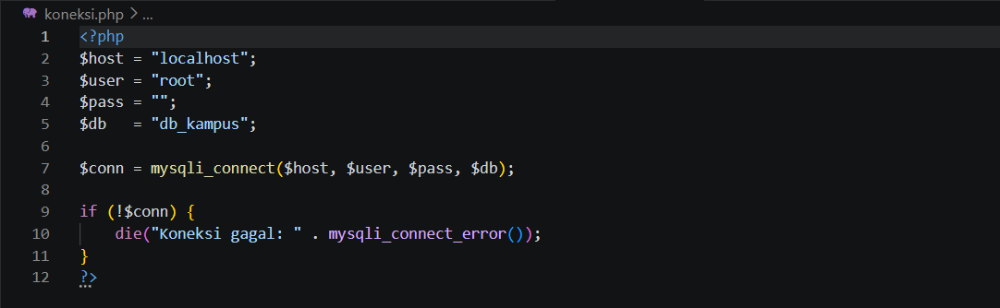 koneksi.php > ...
1 <?php
2 $host = "localhost";
3 $user = "root";
4 $pass = "";
5 $db   = "db_kampus";
6
7 $conn = mysqli_connect($host, $user, $pass, $db);
8
9 if (!$conn) {
10     die("Koneksi gagal: " . mysqli_connect_error());
11 }
12 ?>